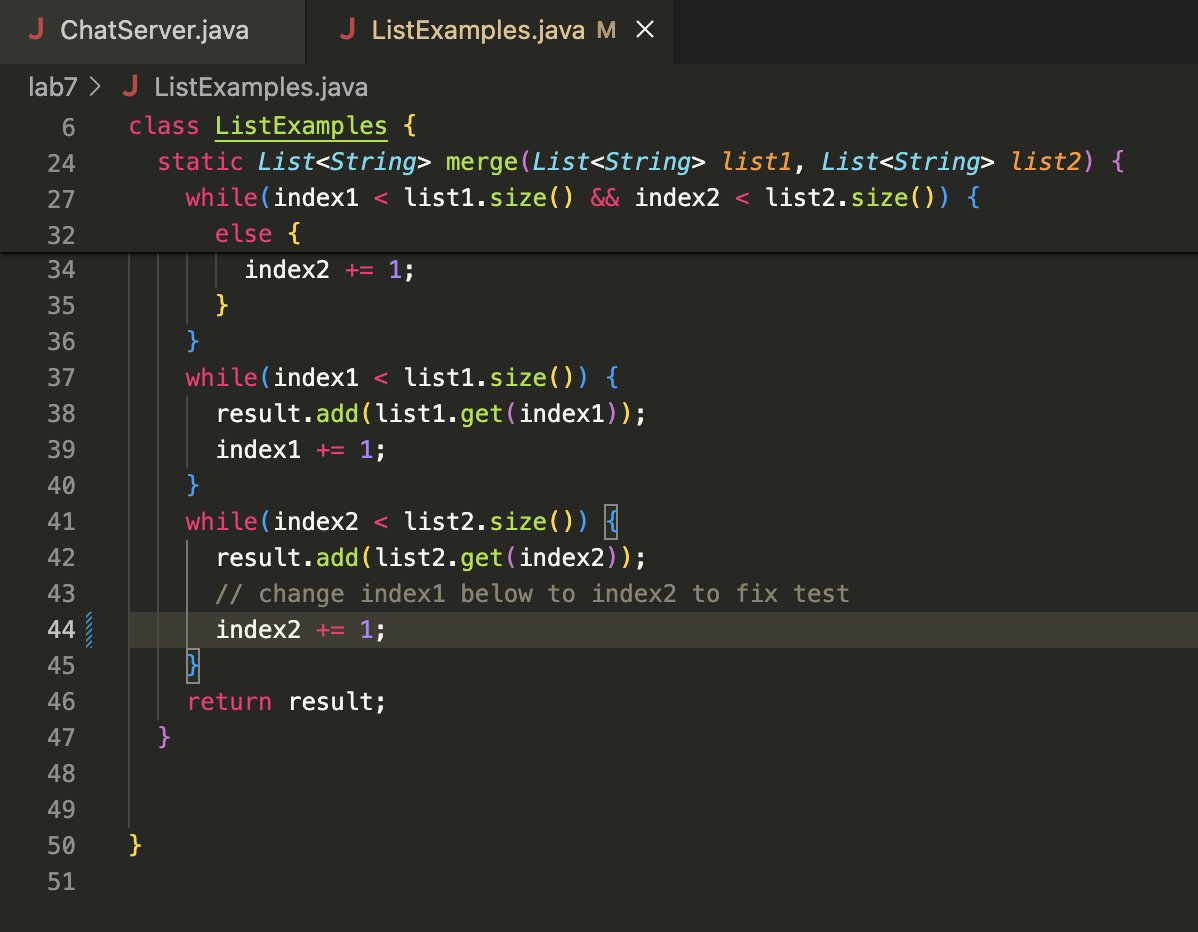 ChatServer.java ListExamples.java M
lab7 > ListExamples.java
6 class ListExamples {
24 static List<String> merge(List<String> list1, List<String> list2) {
27 while(index1 < list1.size() && index2 < list2.size()) {
32 else {
34 index2 += 1;
35 }
36 }
37 while(index1 < list1.size()) {
38 result.add(list1.get(index1));
39 index1 += 1;
40 }
41 while(index2 < list2.size()) {
42 result.add(list2.get(index2));
43 // change index1 below to index2 to fix test
44 index2 += 1;
45 }
46 return result;
47 }
48
49
50 }
51